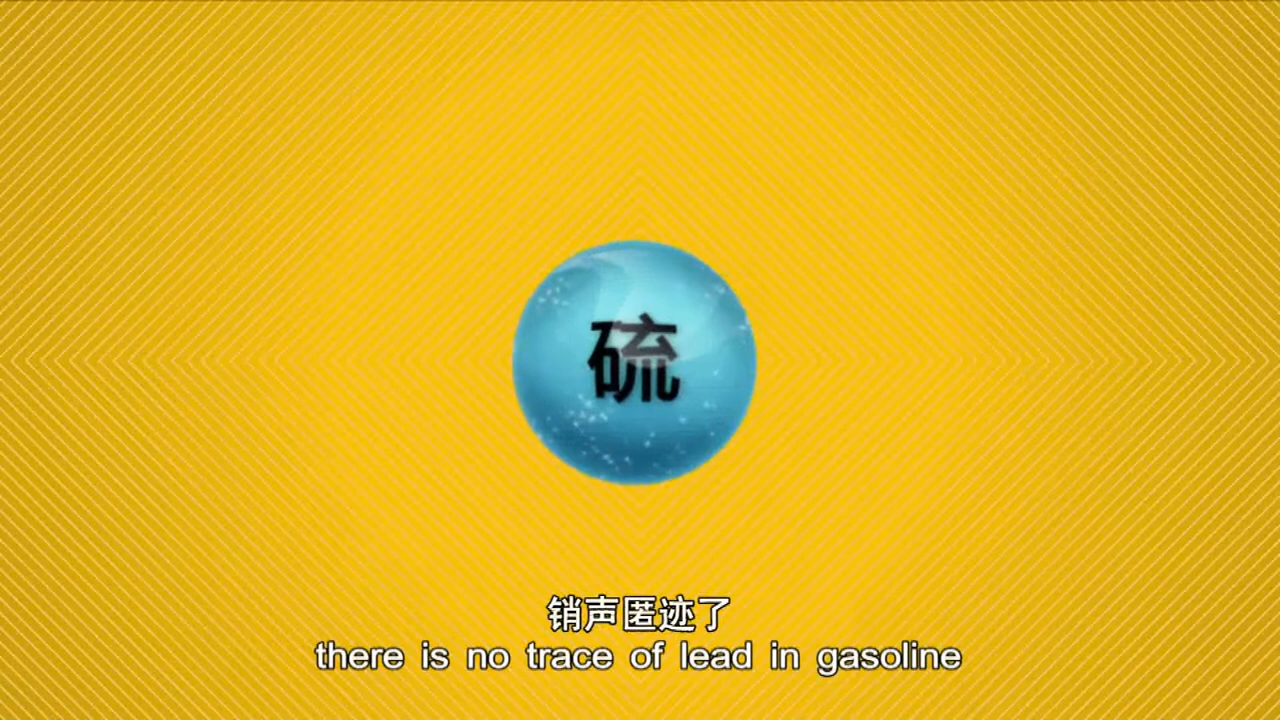 硫
销声匿迹了
there is no trace of lead in gasoline